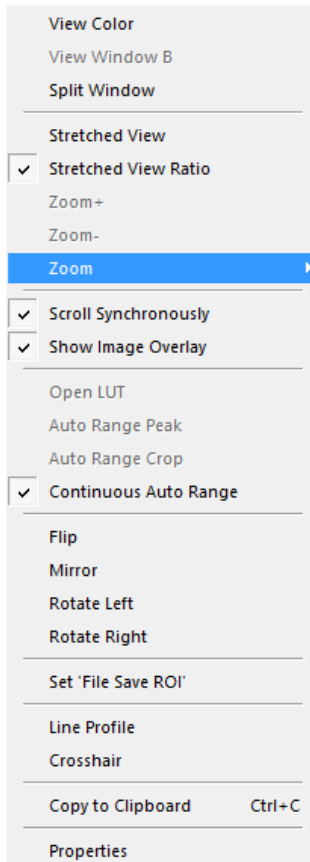 View Color
View Window B
Split Window
Stretched View
Stretched View Ratio
Zoom+
Zoom-
Zoom
Scroll Synchronously
Show Image Overlay
Open LUT
Auto Range Peak
Auto Range Crop
Continuous Auto Range
Flip
Mirror
Rotate Left
Rotate Right
Set 'File Save ROI'
Line Profile
Crosshair
Copy to Clipboard Ctrl+C
Properties